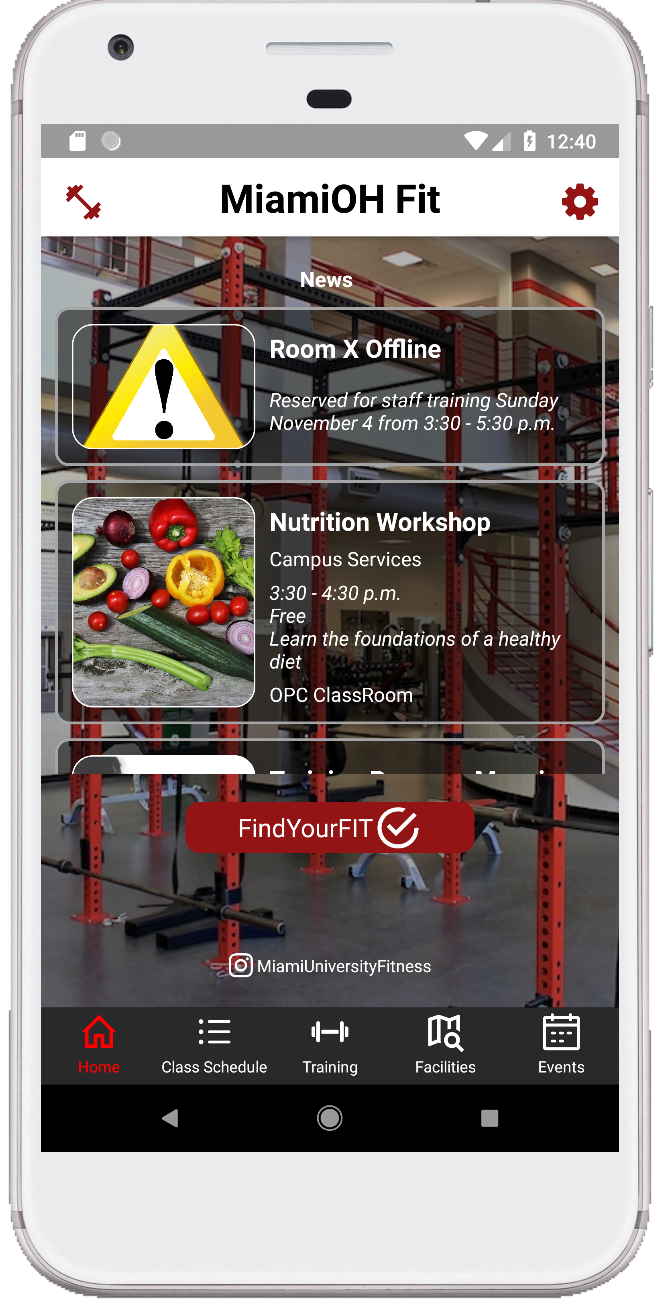 12:40
MiamiOH Fit
News
Room X Offline
Reserved for staff training Sunday
November 4 from 3:30 - 5:30 p.m.
Nutrition Workshop
Campus Services
3:30 - 4:30 p.m.
Free
Learn the foundations of a healthy
diet
OPC ClassRoom
FindYourFIT
MiamiUniversityFitness
Home
Class Schedule
Training
Facilities
Events